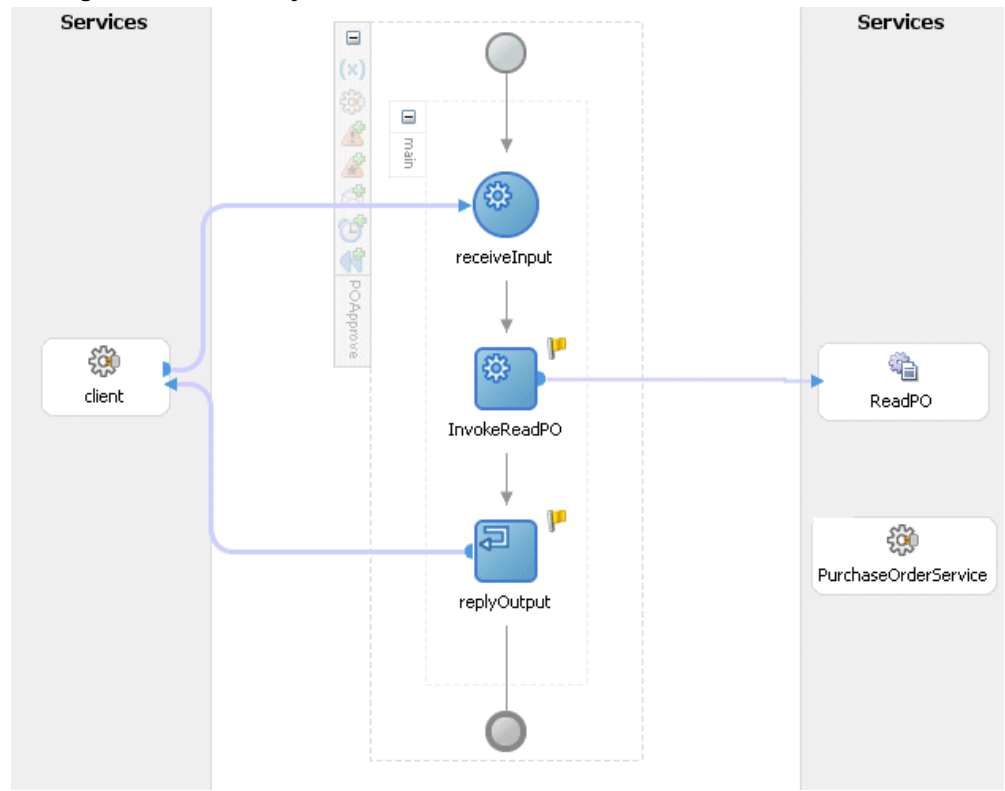 Services
Services
(x)
main
receiveInput
POApprove
client
InvokeReadPO
ReadPO
PurchaseOrderService
replyOutput